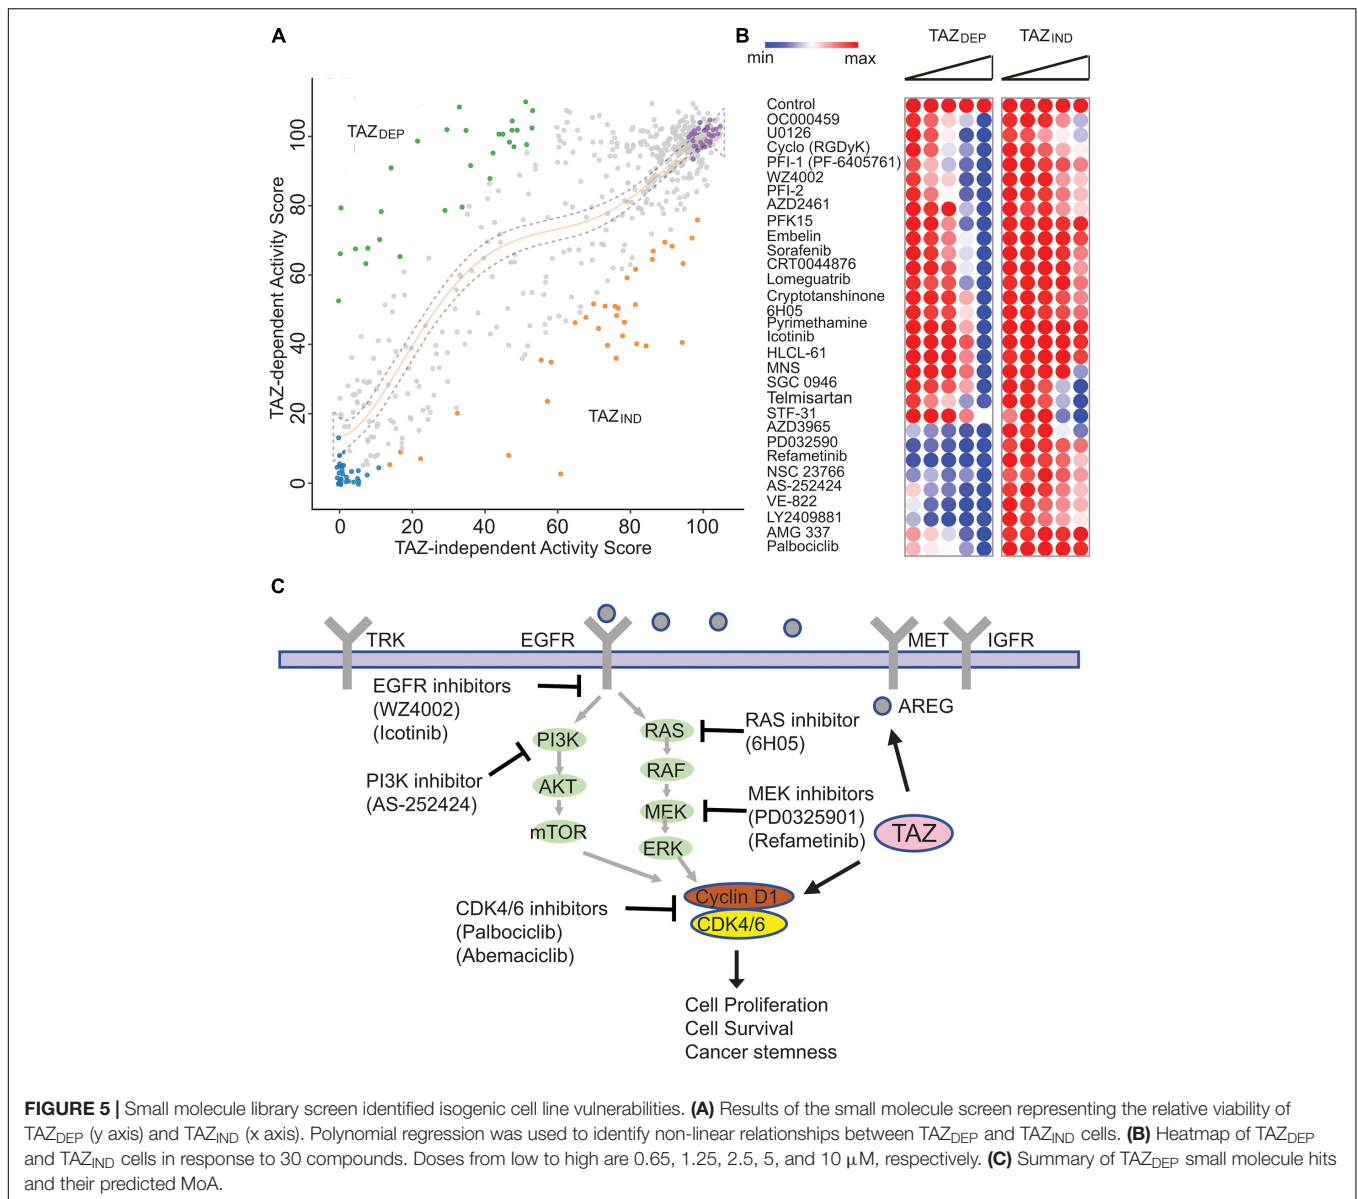 A
TAZDEP
TAZIND
TAZ-dependent Activity Score
100
80
60
40
20
0
0 20 40 60 80 100
TAZ-independent Activity Score
B
min max
TAZDEP TAZIND
Control
OC000459
U0126
Cyclo (RGDyK)
PFI-1 (PF-6405761)
WZ4002
PFI-2
AZD2461
PFK15
Embelin
Sorafenib
CRT0044876
Lomeguatrib
Cryptotanshinone
6H05
Pyrimethamine
Icotinib
HLCL-61
MNS
SGC 0946
Telmisartan
STF-31
AZD3965
PD032590
Refametinib
NSC 23766
AS-252424
VE-822
LY2409881
AMG 337
Palbociclib
C
TRK EGFR MET IGFR
AREG
EGFR inhibitors
(WZ4002)
(Icotinib)
PI3K inhibitor
(AS-252424)
PI3K
AKT
mTOR
RAS
RAF
MEK
ERK
RAS inhibitor
(6H05)
MEK inhibitors
(PD0325901)
(Refametinib)
TAZ
Cyclin D1
CDK4/6
CDK4/6 inhibitors
(Palbociclib)
(Abemaciclib)
Cell Proliferation
Cell Survival
Cancer stemness
FIGURE 5 | Small molecule library screen identified isogenic cell line vulnerabilities. (A) Results of the small molecule screen representing the relative viability of
TAZDEP (y axis) and TAZIND (x axis). Polynomial regression was used to identify non-linear relationships between TAZDEP and TAZIND cells. (B) Heatmap of TAZDEP
and TAZIND cells in response to 30 compounds. Doses from low to high are 0.65, 1.25, 2.5, 5, and 10 μM, respectively. (C) Summary of TAZDEP small molecule hits
and their predicted MoA.